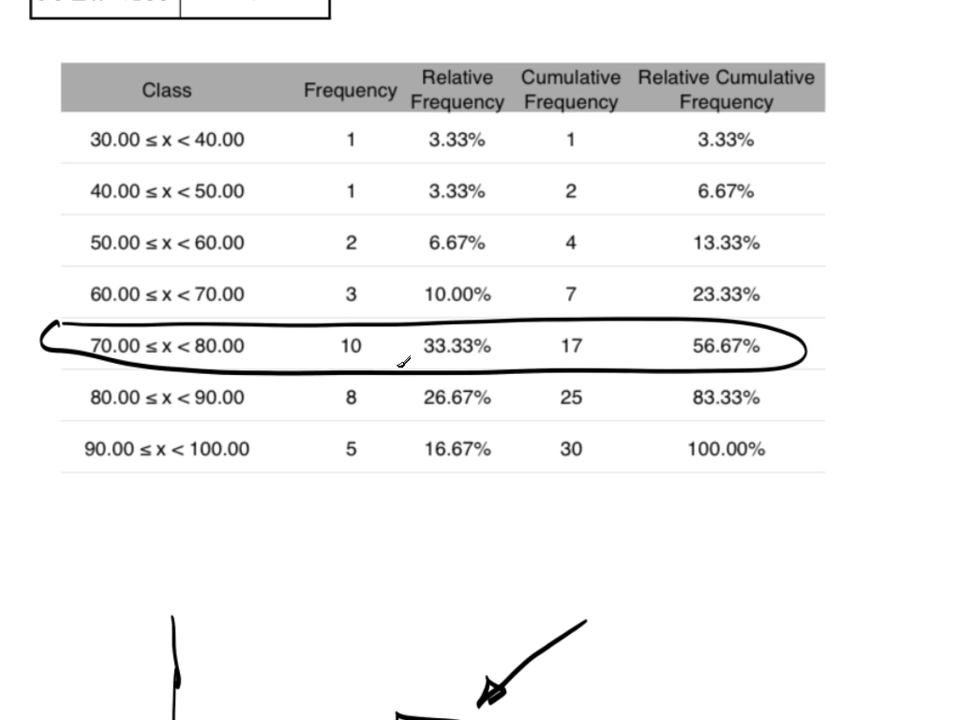 Class Frequency Relative Frequency Cumulative Frequency Relative Cumulative Frequency
30.00 ≤ x < 40.00 1 3.33% 1 3.33%
40.00 ≤ x < 50.00 1 3.33% 2 6.67%
50.00 ≤ x < 60.00 2 6.67% 4 13.33%
60.00 ≤ x < 70.00 3 10.00% 7 23.33%
70.00 ≤ x < 80.00 10 33.33% 17 56.67%
80.00 ≤ x < 90.00 8 26.67% 25 83.33%
90.00 ≤ x < 100.00 5 16.67% 30 100.00%